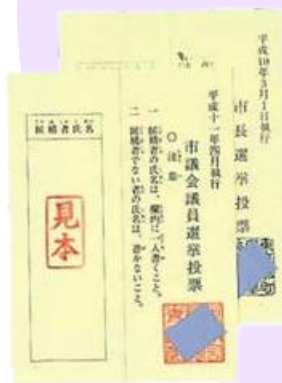 平成19年3月1日執行
市長選挙投票
平成十一年四月執行
市議会議員選挙投票
○注意
一 候補者の氏名は、欄内に一人書くこと。
二 候補者でない者の氏名は、書かないこと。
候補者氏名
見本